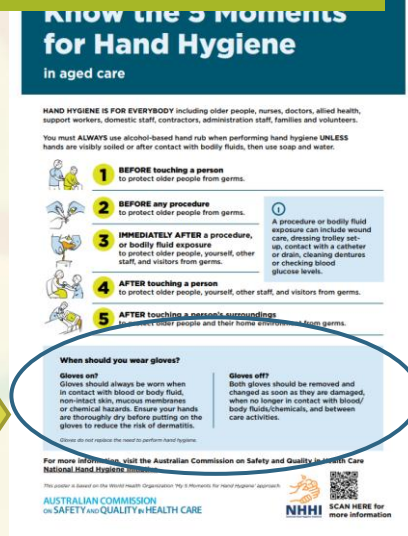 Know the 5 Moments
for Hand Hygiene
in aged care
HAND HYGIENE IS FOR EVERYBODY including older people, nurses, doctors, allied health,
support workers, domestic staff, contractors, administration staff, families and volunteers.
You must ALWAYS use alcohol-based hand rub when performing hand hygiene UNLESS
hands are visibly soiled or after contact with bodily fluids, then use soap and water.
1 BEFORE touching a person
to protect older people from germs.
2 BEFORE any procedure
to protect older people from germs.
3 IMMEDIATELY AFTER a procedure,
or bodily fluid exposure
to protect older people, yourself, other
staff, and visitors from germs.
A procedure or bodily fluid
exposure can include wound
care, dressing trolley set-
up, contact with a catheter
or drain, cleaning dentures
or checking blood
glucose levels.
4 AFTER touching a person
to protect older people, yourself, other staff, and visitors from germs.
5 AFTER touching a person's surroundings
to protect older people and their home environment from germs.
When should you wear gloves?
Gloves on?
Gloves should always be worn when
in contact with blood or body fluid,
non-intact skin, mucous membranes
or chemical hazards. Ensure your hands
are thoroughly dry before putting on the
gloves to reduce the risk of dermatitis.
Gloves do not replace the need to perform hand hygiene.
Gloves off?
Both gloves should be removed and
changed as soon as they are damaged,
when no longer in contact with blood/
body fluids/chemicals, and between
care activities.
For more information, visit the Australian Commission on Safety and Quality in Health Care
National Hand Hygiene Initiative
This poster is based on the World Health Organization 'My 5 Moments for Hand Hygiene' approach.
AUSTRALIAN COMMISSION
ON SAFETY AND QUALITY IN HEALTH CARE
NHHI
SCAN HERE for
more information